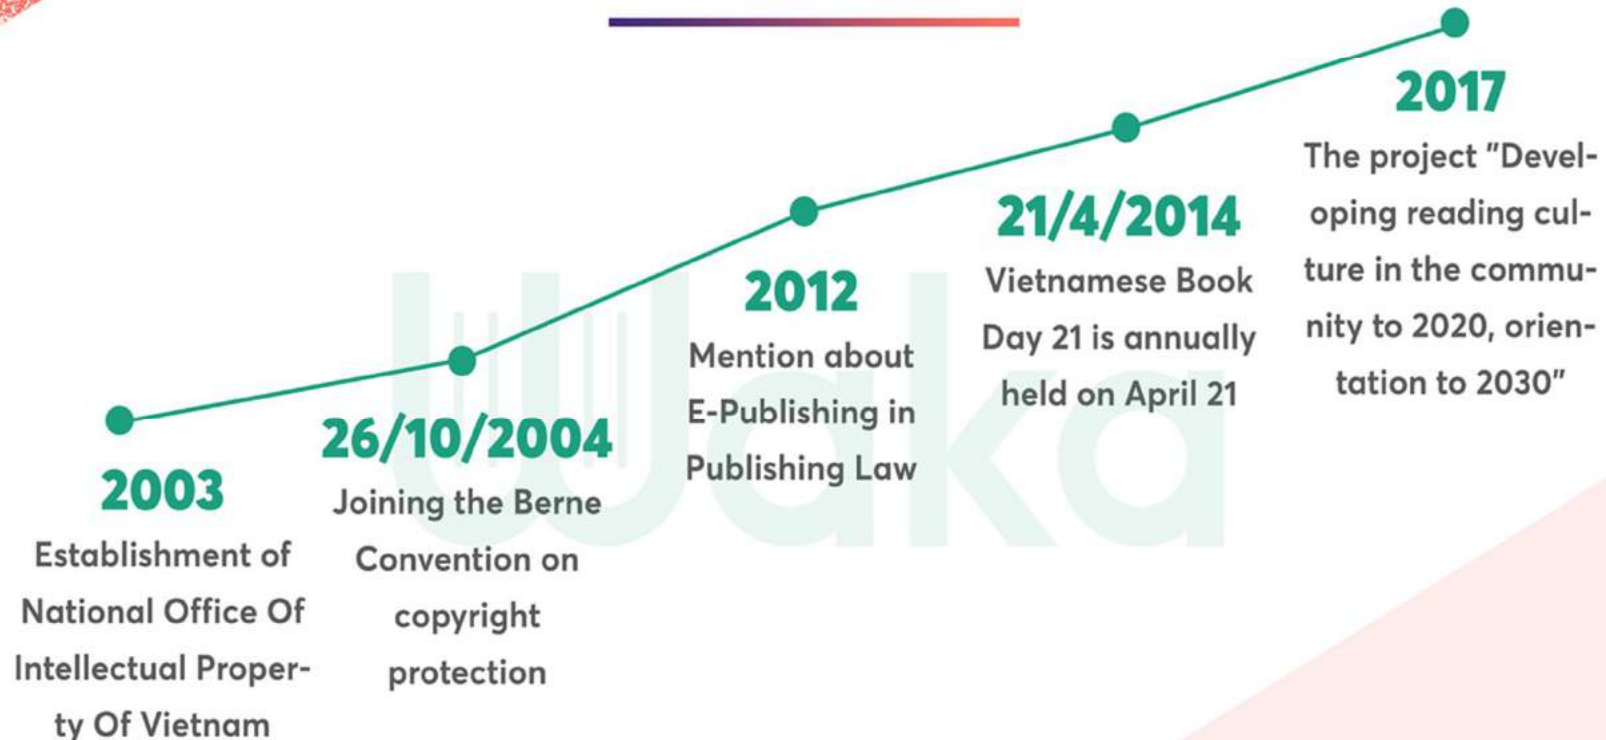 2003
Establishment of
National Office Of
Intellectual Proper-
ty Of Vietnam
26/10/2004
Joining the Berne
Convention on
copyright
protection
2012
Mention about
E-Publishing in
Publishing Law
21/4/2014
Vietnamese Book
Day 21 is annually
held on April 21
2017
The project "Devel-
oping reading cul-
ture in the commu-
nity to 2020, orien-
tation to 2030"
Waka